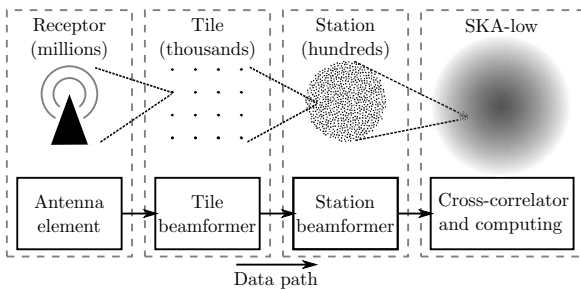 Receptor
(millions)
Tile
(thousands)
Station
(hundreds)
SKA-low
Antenna
element
Tile
beamformer
Station
beamformer
Cross-correlator
and computing
Data path